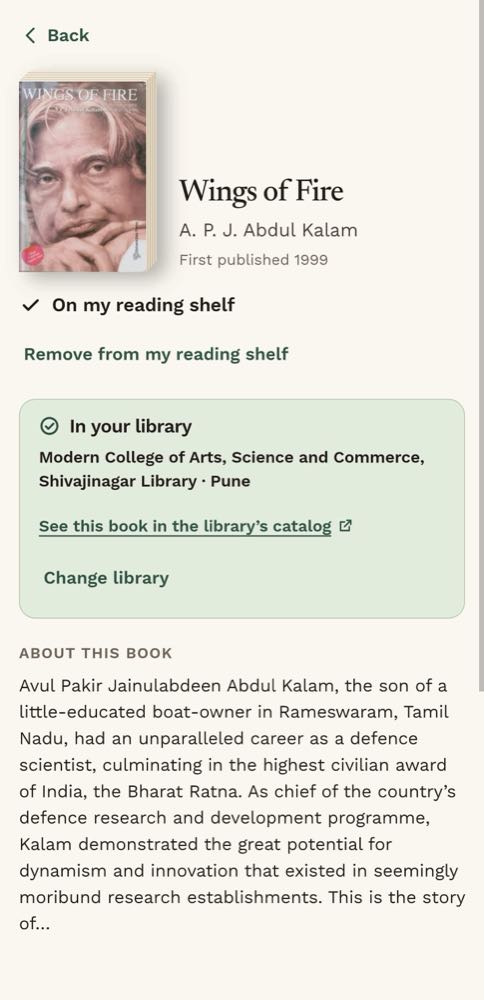 Back
WINGS OF FIRE
Wings of Fire
A. P. J. Abdul Kalam
First published 1999
On my reading shelf
Remove from my reading shelf
In your library
Modern College of Arts, Science and Commerce,
Shivajinagar Library · Pune
See this book in the library’s catalog
Change library
ABOUT THIS BOOK
Avul Pakir Jainulabdeen Abdul Kalam, the son of a
little-educated boat-owner in Rameswaram, Tamil
Nadu, had an unparalleled career as a defence
scientist, culminating in the highest civilian award
of India, the Bharat Ratna. As chief of the country’s
defence research and development programme,
Kalam demonstrated the great potential for
dynamism and innovation that existed in seemingly
moribund research establishments. This is the story
of...